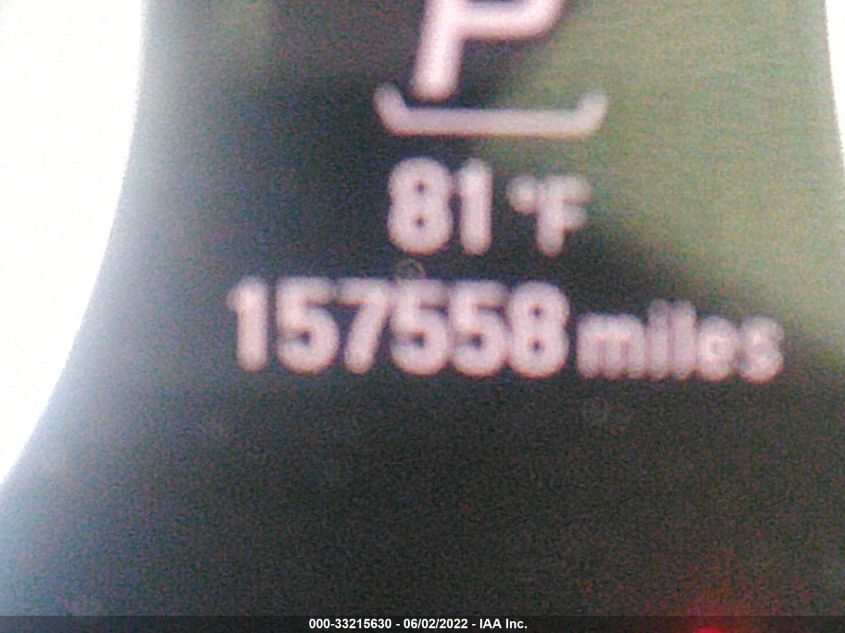 P
81 °F
157558 miles
000-33215630 - 06/02/2022 - IAA Inc.